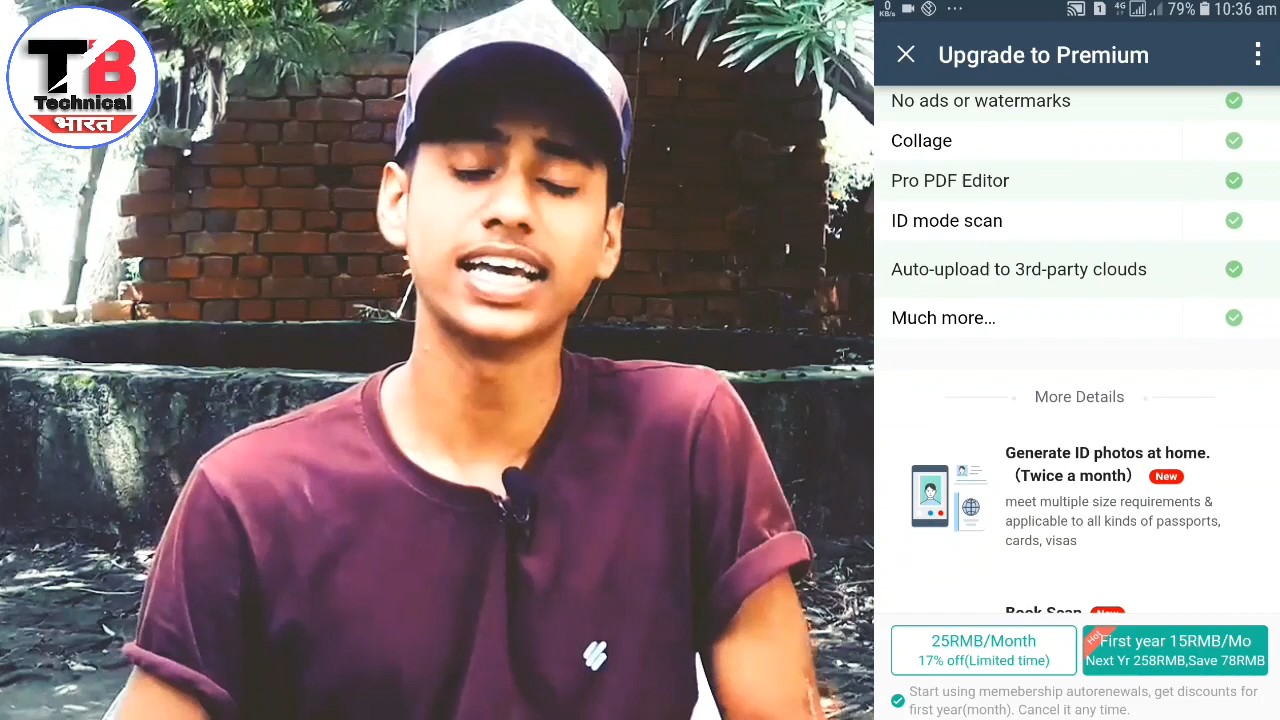 TB
Technical
भारत
0
KB/s
1
4G
79%
10:36 am
Upgrade to Premium
No ads or watermarks
Collage
Pro PDF Editor
ID mode scan
Auto-upload to 3rd-party clouds
Much more...
More Details
Generate ID photos at home.
(Twice a month) New
meet multiple size requirements &
applicable to all kinds of passports,
cards, visas
Book Scan New
25RMB/Month
17% off(Limited time)
Hot
First year 15RMB/Mo
Next Yr 258RMB,Save 78RMB
Start using memebership autorenewals, get discounts for
first year(month). Cancel it any time.